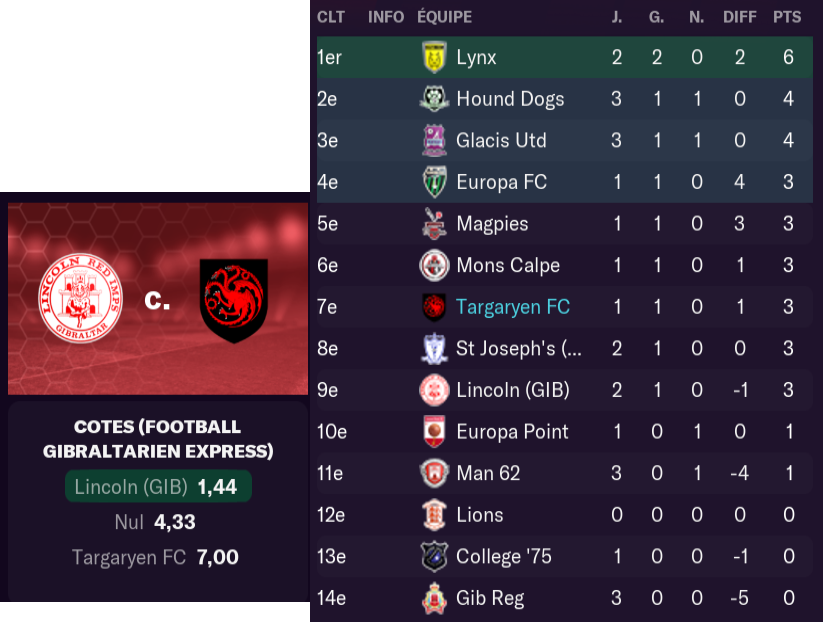 LINCOLN RED IMPS
GIBRALTAR
c.
COTES (FOOTBALL
GIBRALTARIEN EXPRESS)
Lincoln (GIB) 1,44
Nul 4,33
Targaryen FC 7,00
CLT INFO ÉQUIPE J. G. N. DIFF PTS
1er Lynx 2 2 0 2 6
2e Hound Dogs 3 1 1 0 4
3e Glacis Utd 3 1 1 0 4
4e Europa FC 1 1 0 4 3
5e Magpies 1 1 0 3 3
6e Mons Calpe 1 1 0 1 3
7e Targaryen FC 1 1 0 1 3
8e St Joseph's (... 2 1 0 0 3
9e Lincoln (GIB) 2 1 0 -1 3
10e Europa Point 1 0 1 0 1
11e Man 62 3 0 1 -4 1
12e Lions 0 0 0 0 0
13e College '75 1 0 0 -1 0
14e Gib Reg 3 0 0 -5 0